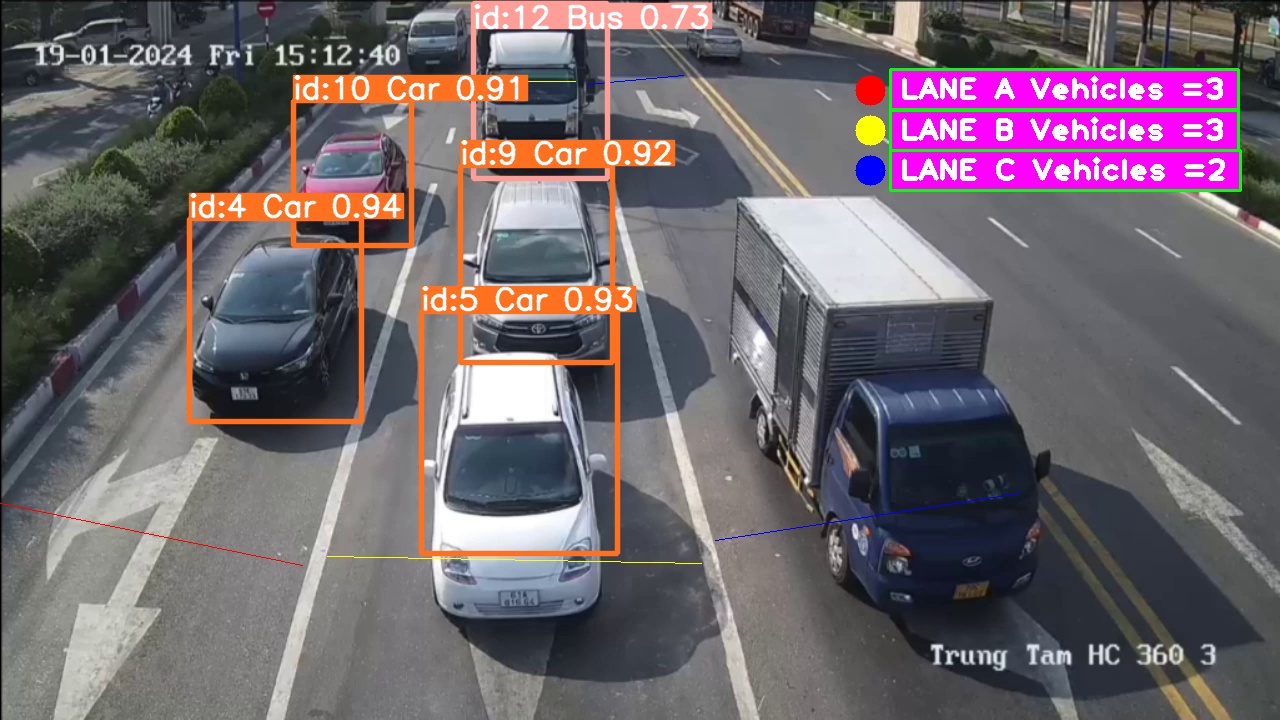 id:12 Bus 0.73
19-01-2024 Fri 15:12:40
id:10 Car 0.91
LANE A Vehicles =3
LANE B Vehicles =3
id:9 Car 0.92
LANE C Vehicles =2
id:4 Car 0.94
id:5 Car 0.93
Trung Tam HC 360 3